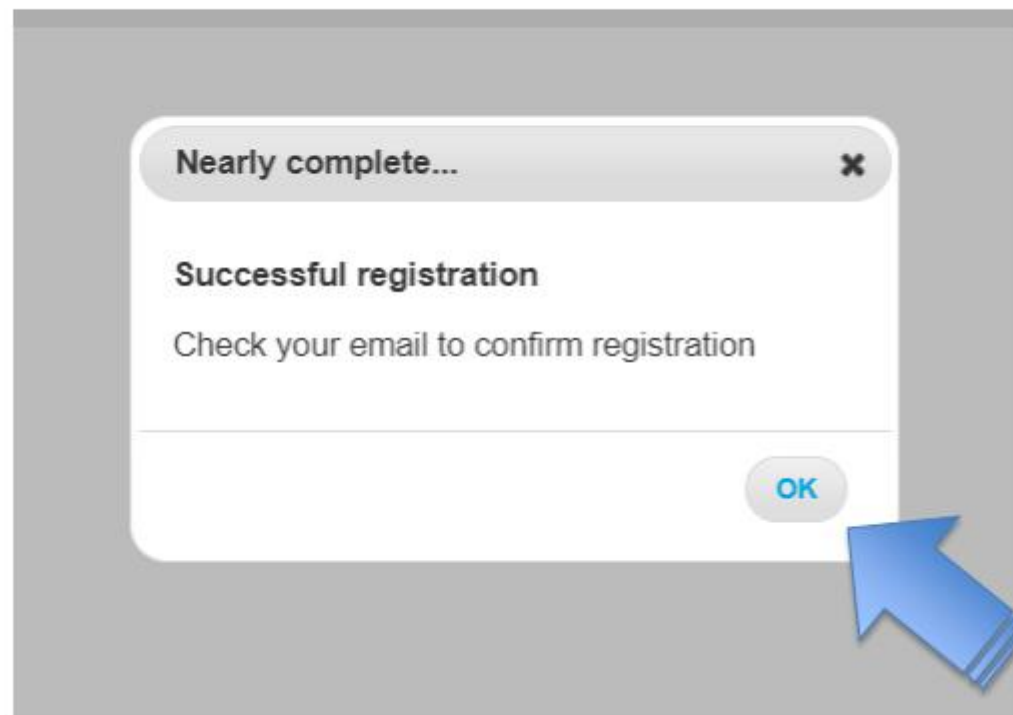 Nearly complete...
Successful registration
Check your email to confirm registration
OK